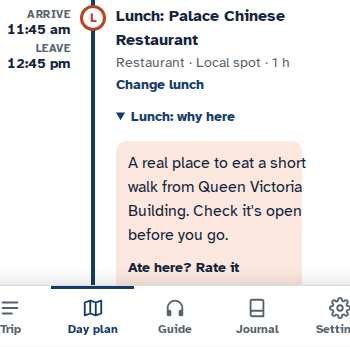 ARRIVE
11:45 am
LEAVE
12:45 pm
L
Lunch: Palace Chinese
Restaurant
Restaurant · Local spot · 1 h
Change lunch
▼ Lunch: why here
A real place to eat a short
walk from Queen Victoria
Building. Check it's open
before you go.
Ate here? Rate it
Trip
Day plan
Guide
Journal
Settin